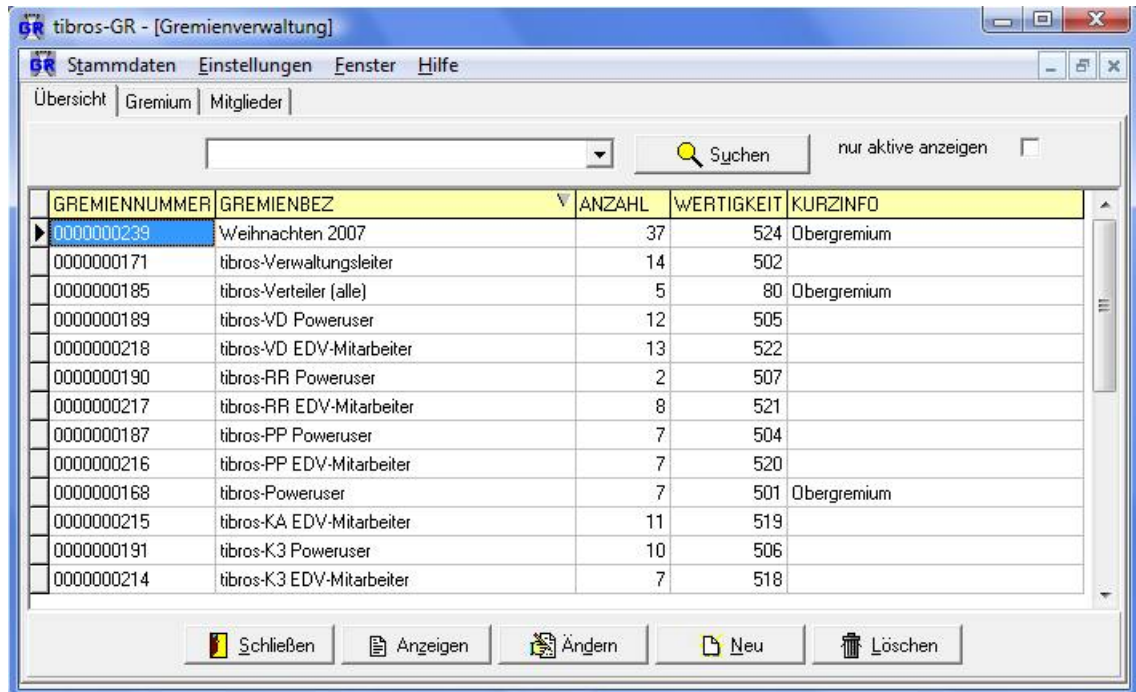 GR tibros-GR - [Gremienverwaltung]
GR Stammdaten Einstellungen Fenster Hilfe
Übersicht Gremium Mitglieder
Suchen nur aktive anzeigen
GREMIENNUMMER GREMIENBEZ ANZAHL WERTIGKEIT KURZINFO
0000000239 Weihnachten 2007 37 524 Obergremium
0000000171 tibros-Verwaltungsleiter 14 502
0000000185 tibros-Verteiler (alle) 5 80 Obergremium
0000000189 tibros-VD Poweruser 12 505
0000000218 tibros-VD EDV-Mitarbeiter 13 522
0000000190 tibros-RR Poweruser 2 507
0000000217 tibros-RR EDV-Mitarbeiter 8 521
0000000187 tibros-PP Poweruser 7 504
0000000216 tibros-PP EDV-Mitarbeiter 7 520
0000000168 tibros-Poweruser 7 501 Obergremium
0000000215 tibros-KA EDV-Mitarbeiter 11 519
0000000191 tibros-K3 Poweruser 10 506
0000000214 tibros-K3 EDV-Mitarbeiter 7 518
Schließen Anzeigen Ändern Neu Löschen